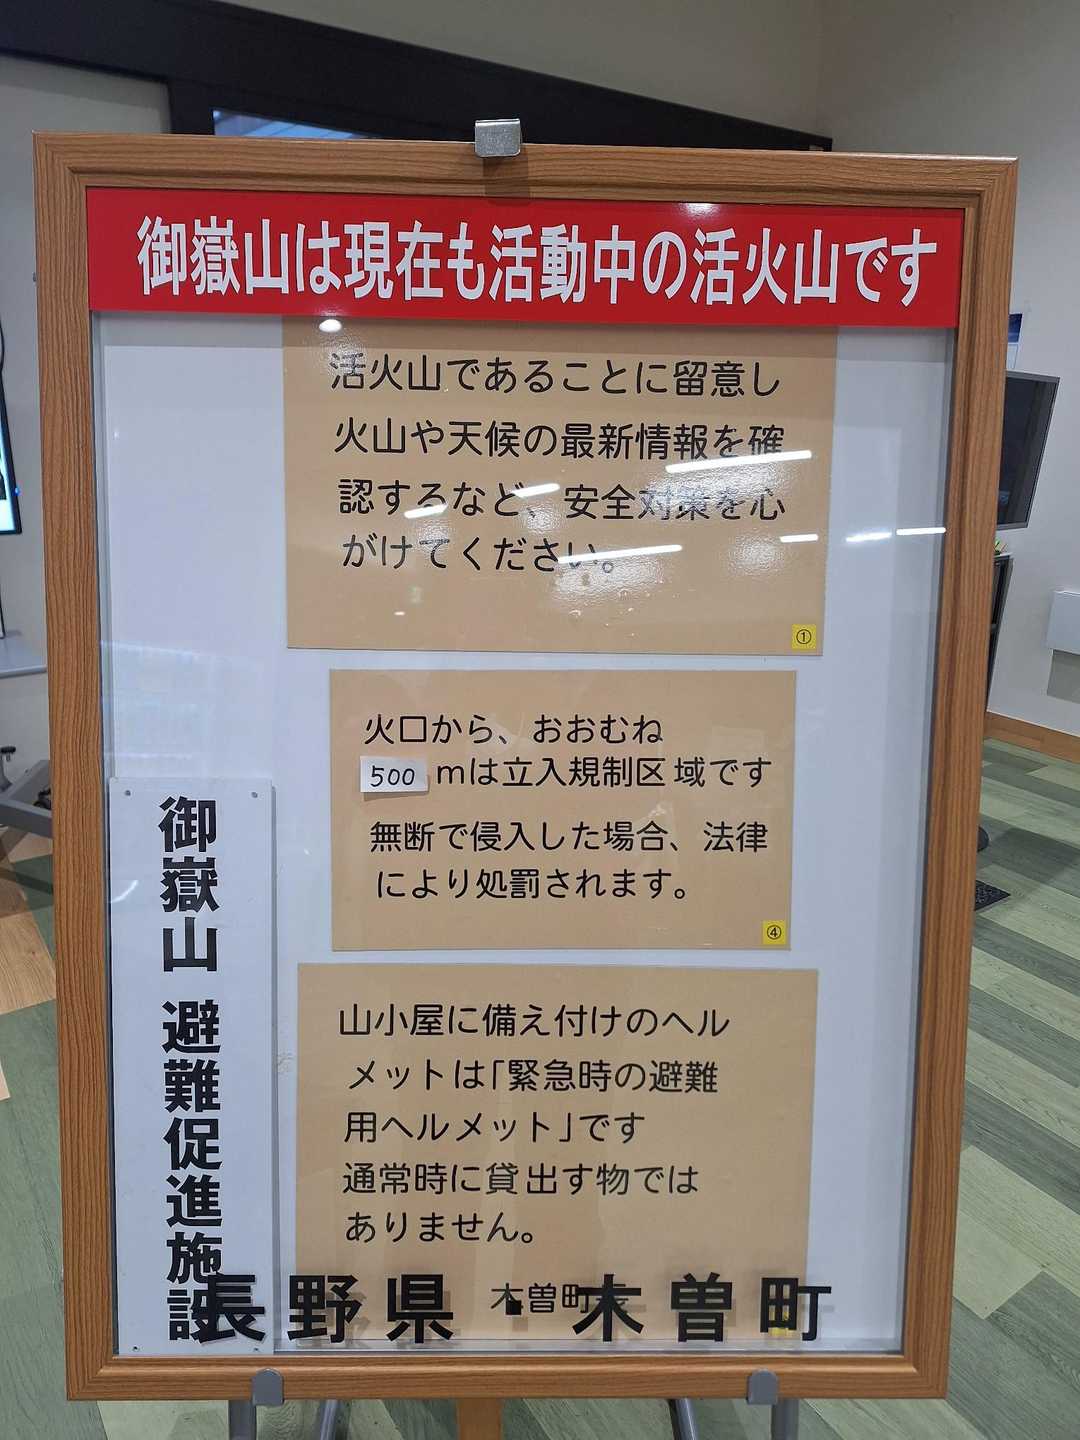 御嶽山は現在も活動中の活火山です
活火山であることに留意し
火山や天候の最新情報を確
認するなど、安全対策を心
がけてください。
①
火口から、おおむね
500 mは立入規制区域です
無断で侵入した場合、法律
により処罰されます。
④
山小屋に備え付けのヘル
メットは「緊急時の避難
用ヘルメット」です
通常時に貸出す物では
ありません。
木曽町長
御嶽山 避難促進施設
長野県・木曽町